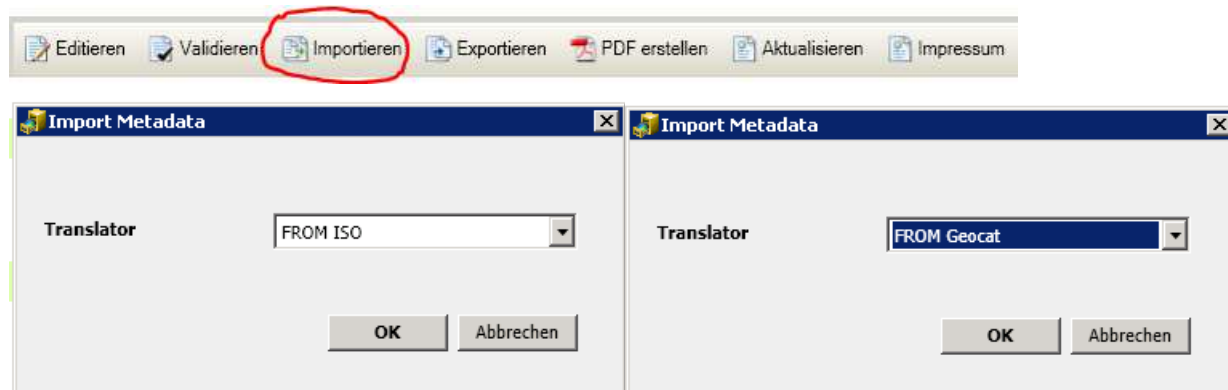 Editieren Validieren Importieren Exportieren PDF erstellen Aktualisieren Impressum
Import Metadata
Translator FROM ISO
OK Abbrechen
Import Metadata
Translator FROM Geocat
OK Abbrechen